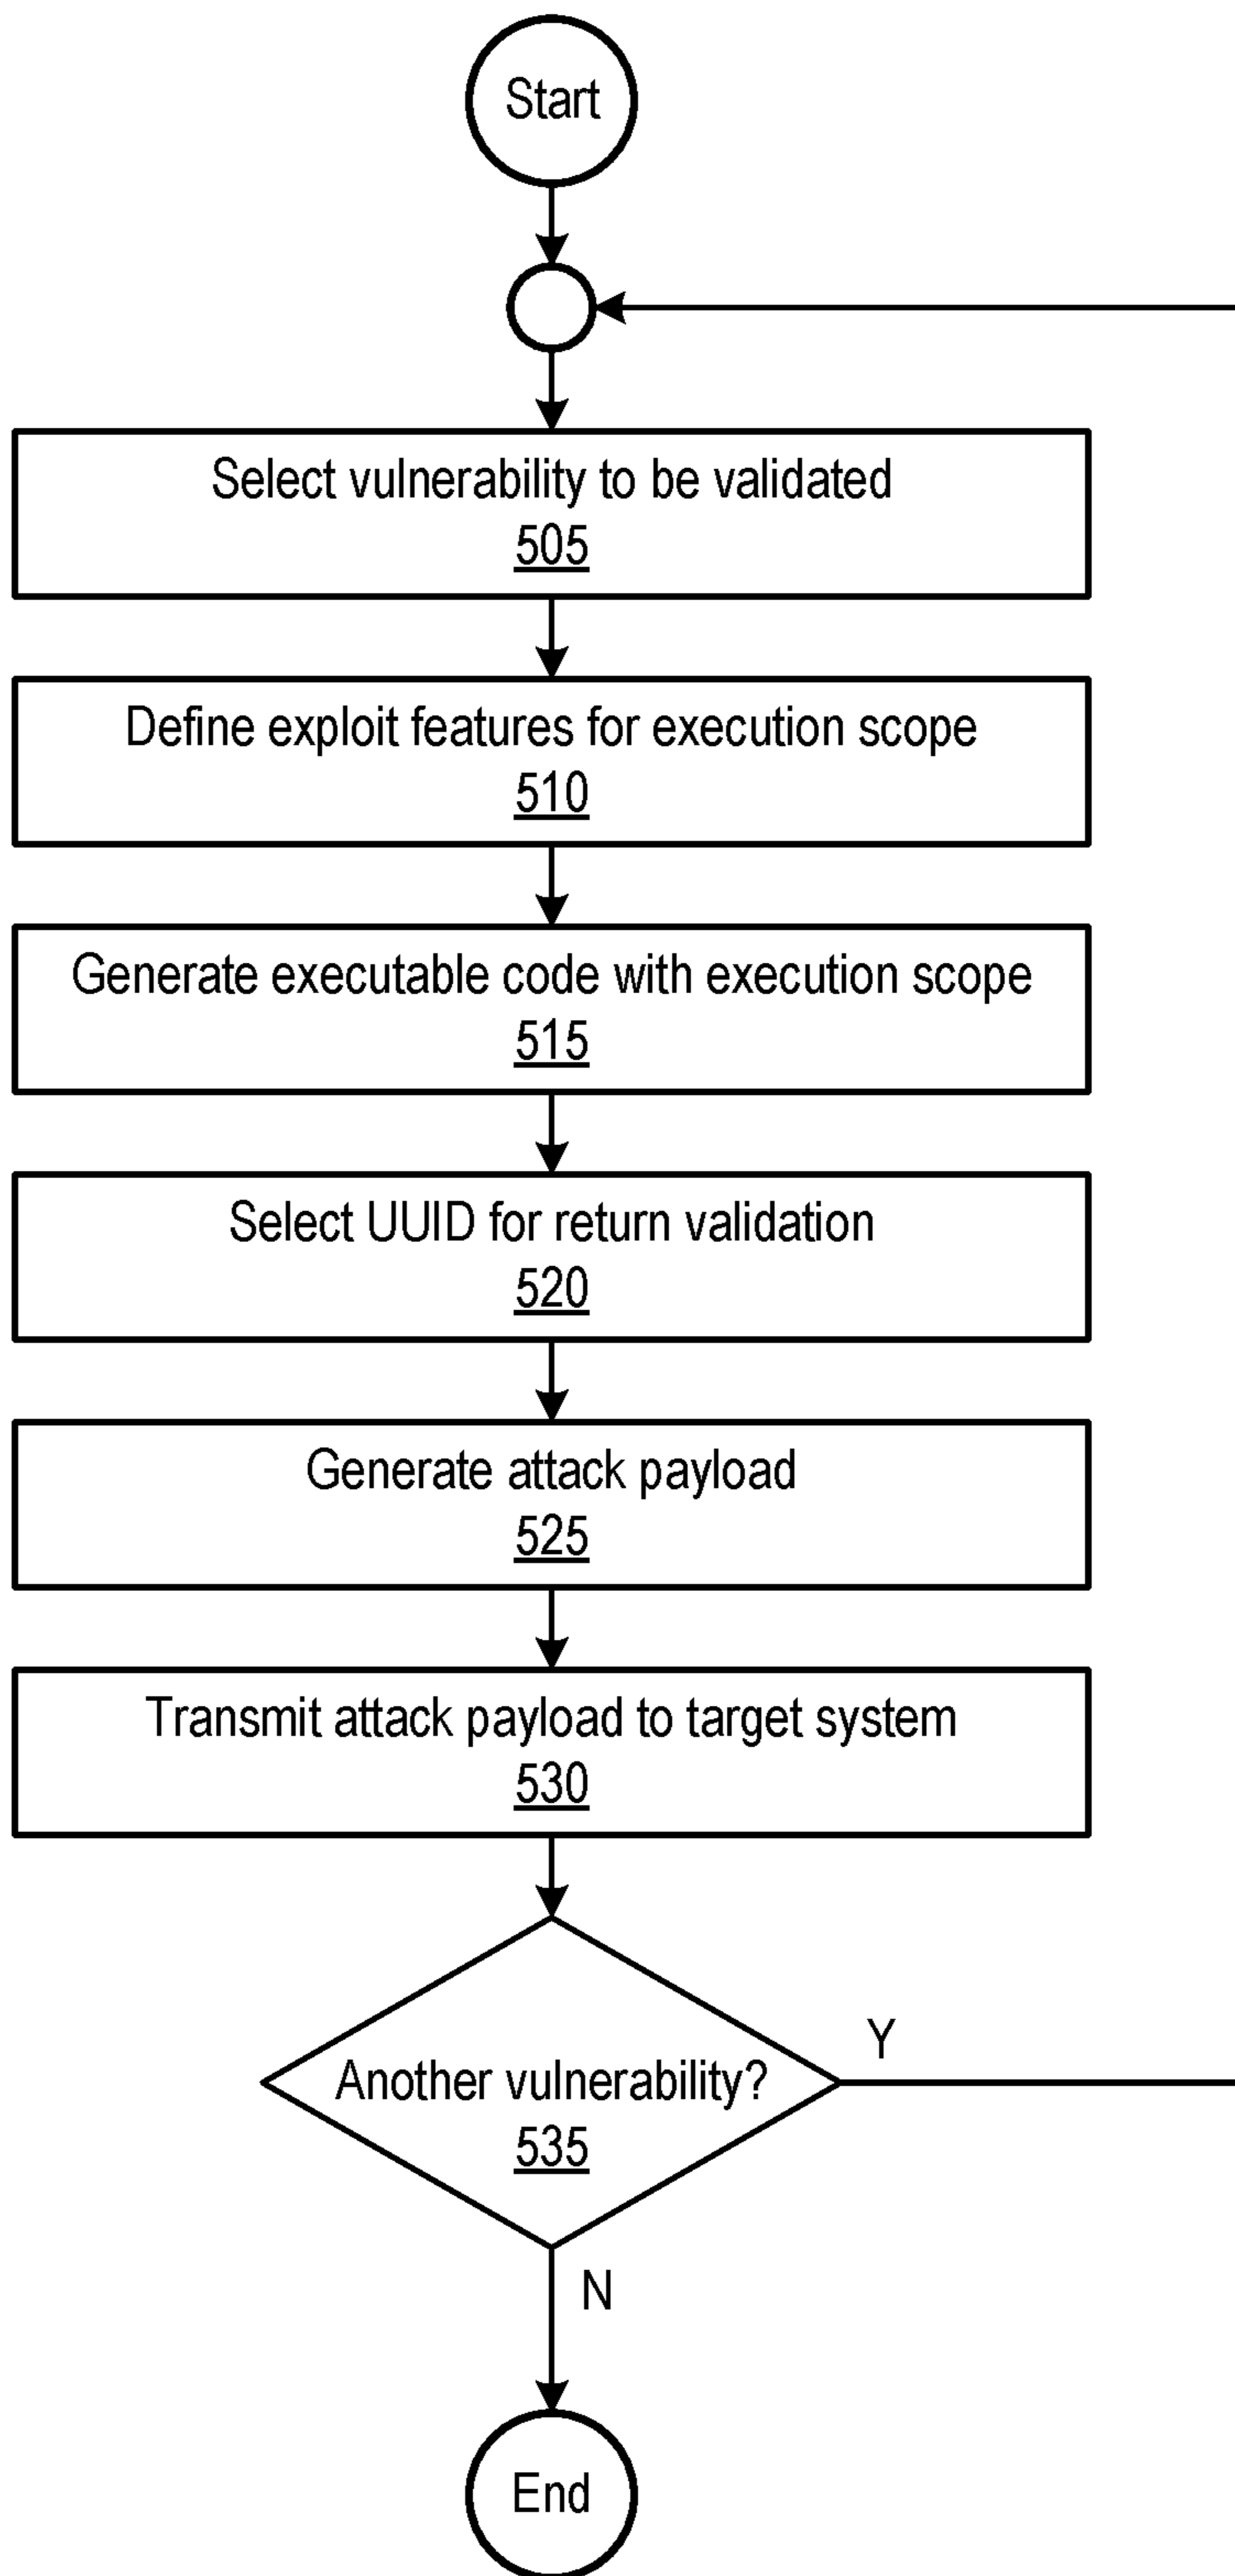 Start
Select vulnerability to be validated
505
Define exploit features for execution scope
510
Generate executable code with execution scope
515
Select UUID for return validation
520
Generate attack payload
525
Transmit attack payload to target system
530
Another vulnerability?
535
Y
N
End